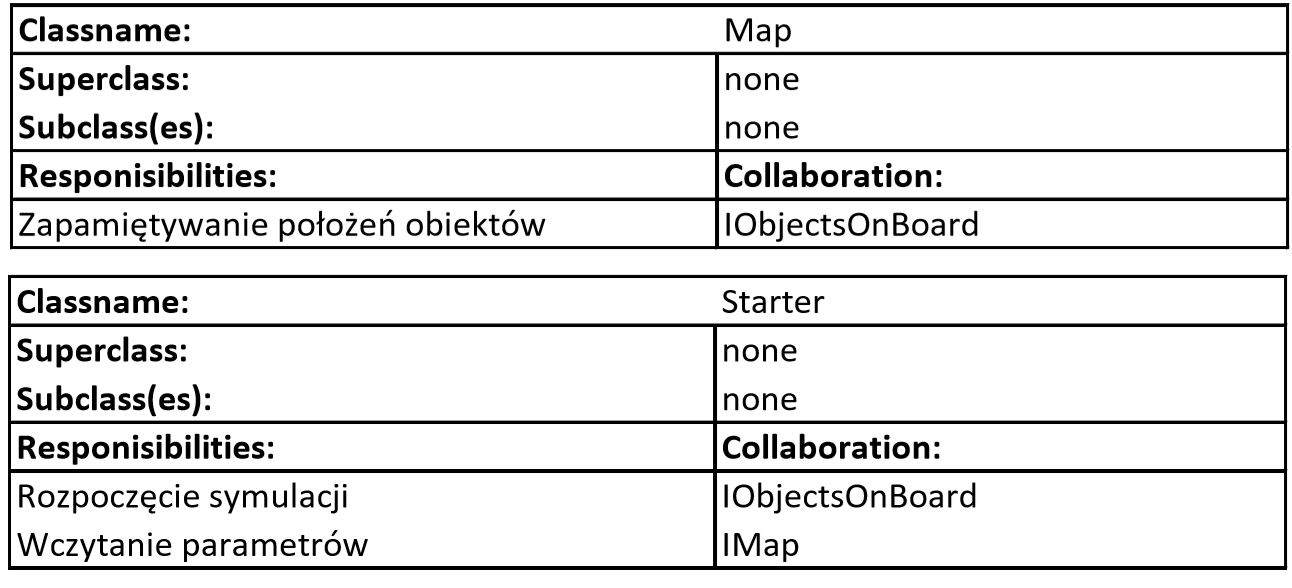 Classname: Map
Superclass: none
Subclass(es): none
Responisibilities: Collaboration:
Zapamiętywanie położeń obiektów IObjectsOnBoard
Classname: Starter
Superclass: none
Subclass(es): none
Responisibilities: Collaboration:
Rozpoczęcie symulacji IObjectsOnBoard
Wczytanie parametrów IMap